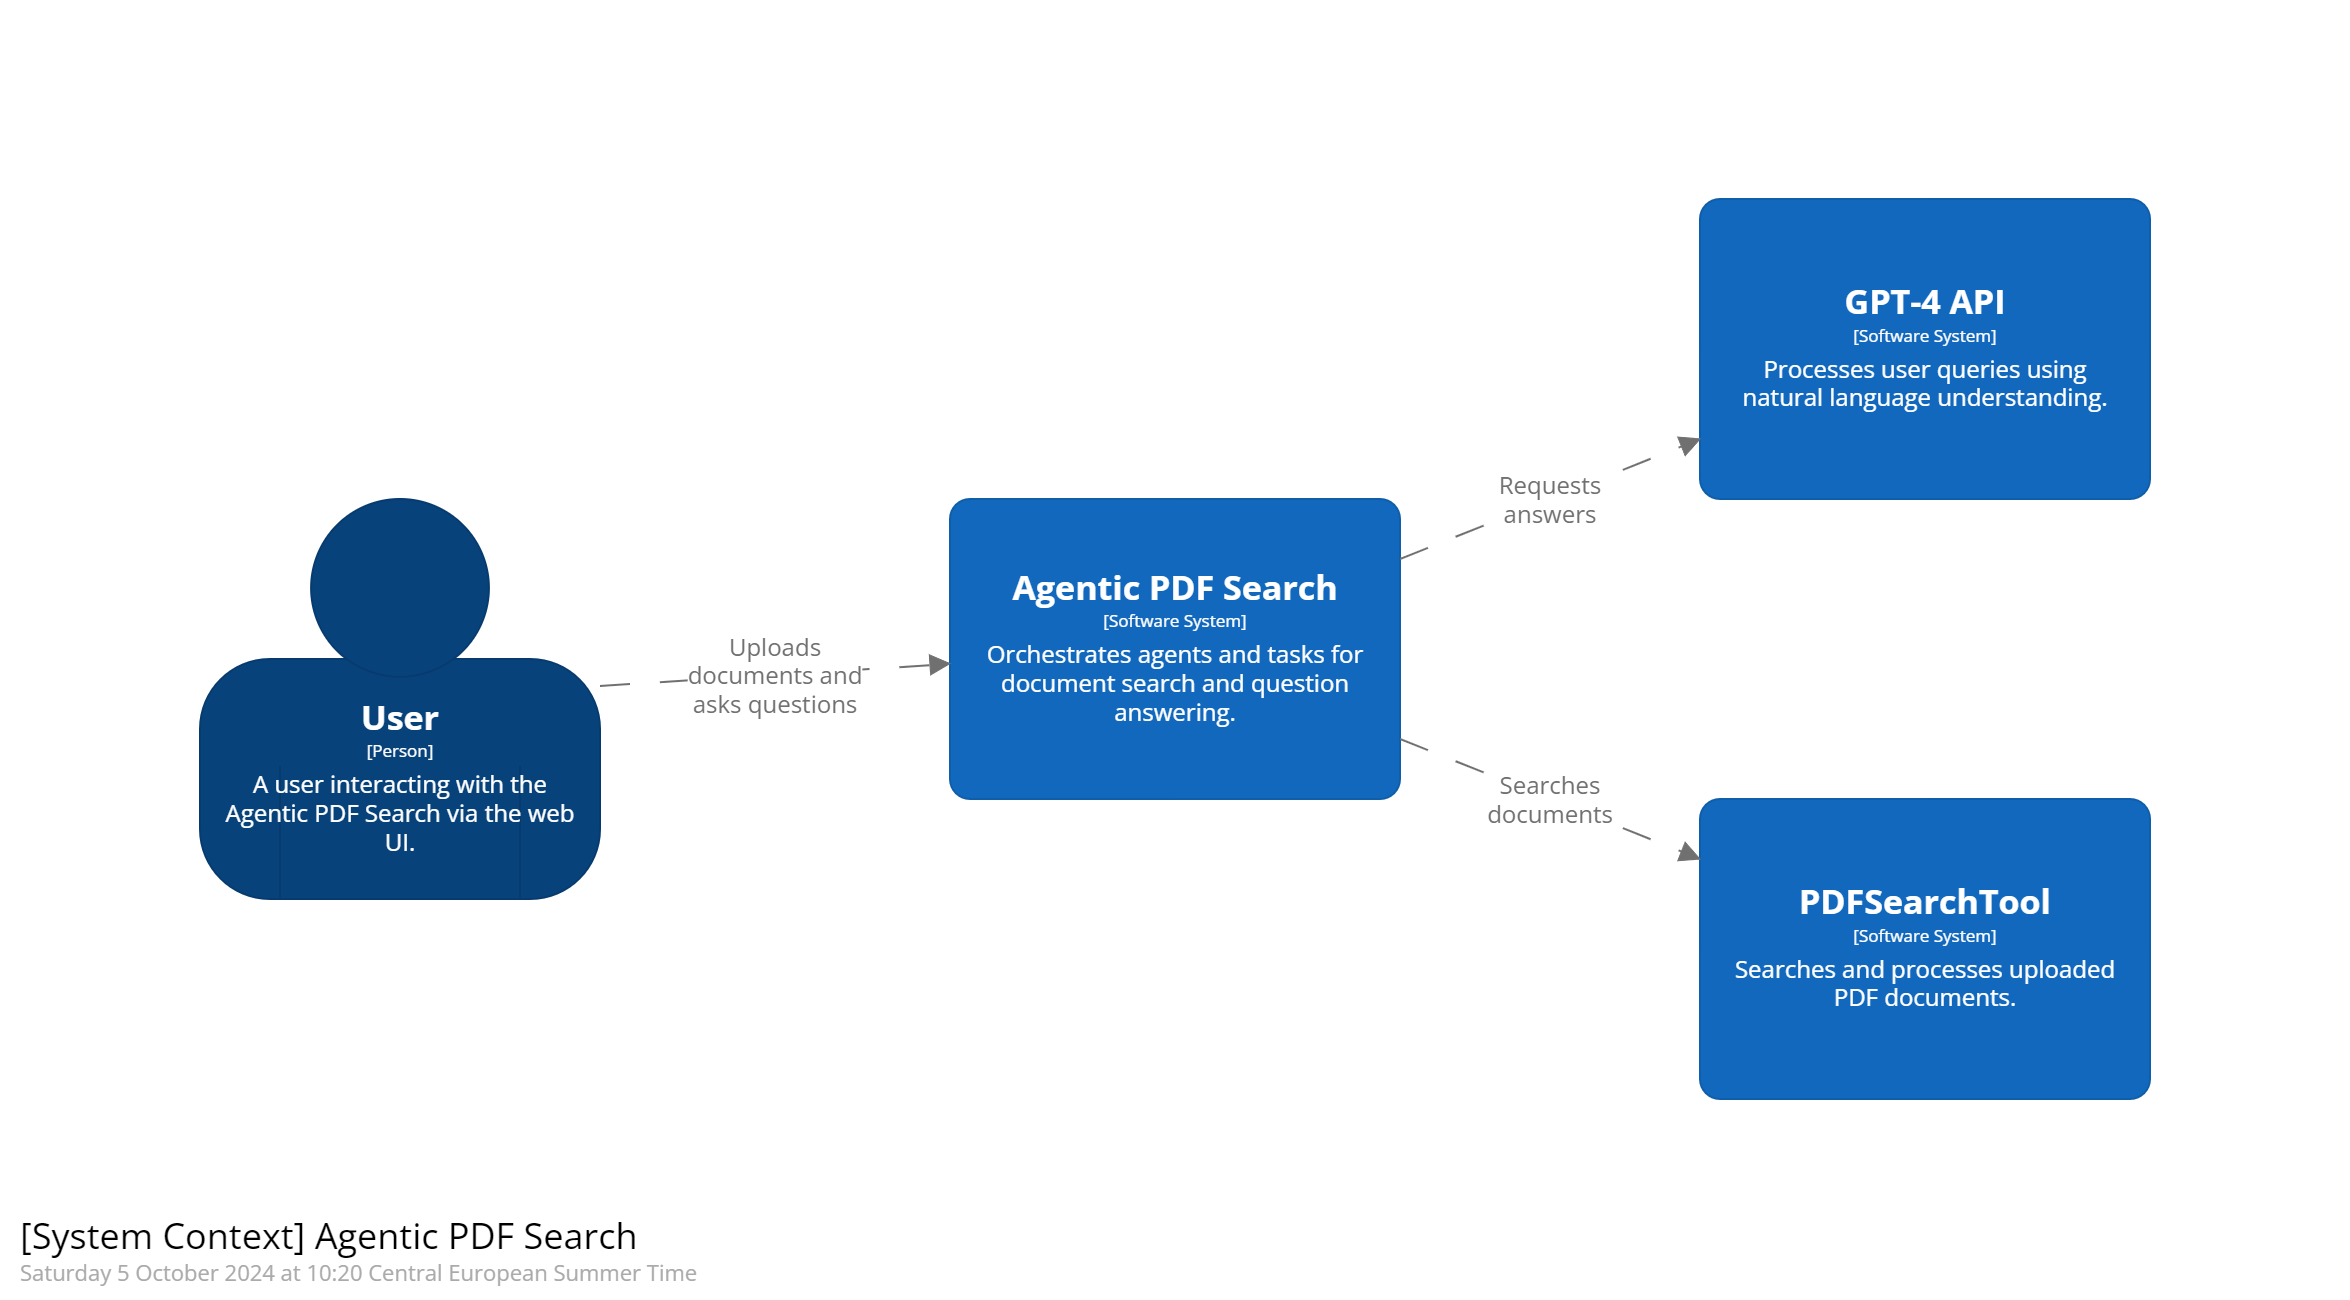 User
[Person]
A user interacting with the
Agentic PDF Search via the web
UI.
Uploads
documents and
asks questions
Agentic PDF Search
[Software System]
Orchestrates agents and tasks for
document search and question
answering.
Requests
answers
GPT-4 API
[Software System]
Processes user queries using
natural language understanding.
Searches
documents
PDFSearchTool
[Software System]
Searches and processes uploaded
PDF documents.
[System Context] Agentic PDF Search
Saturday 5 October 2024 at 10:20 Central European Summer Time